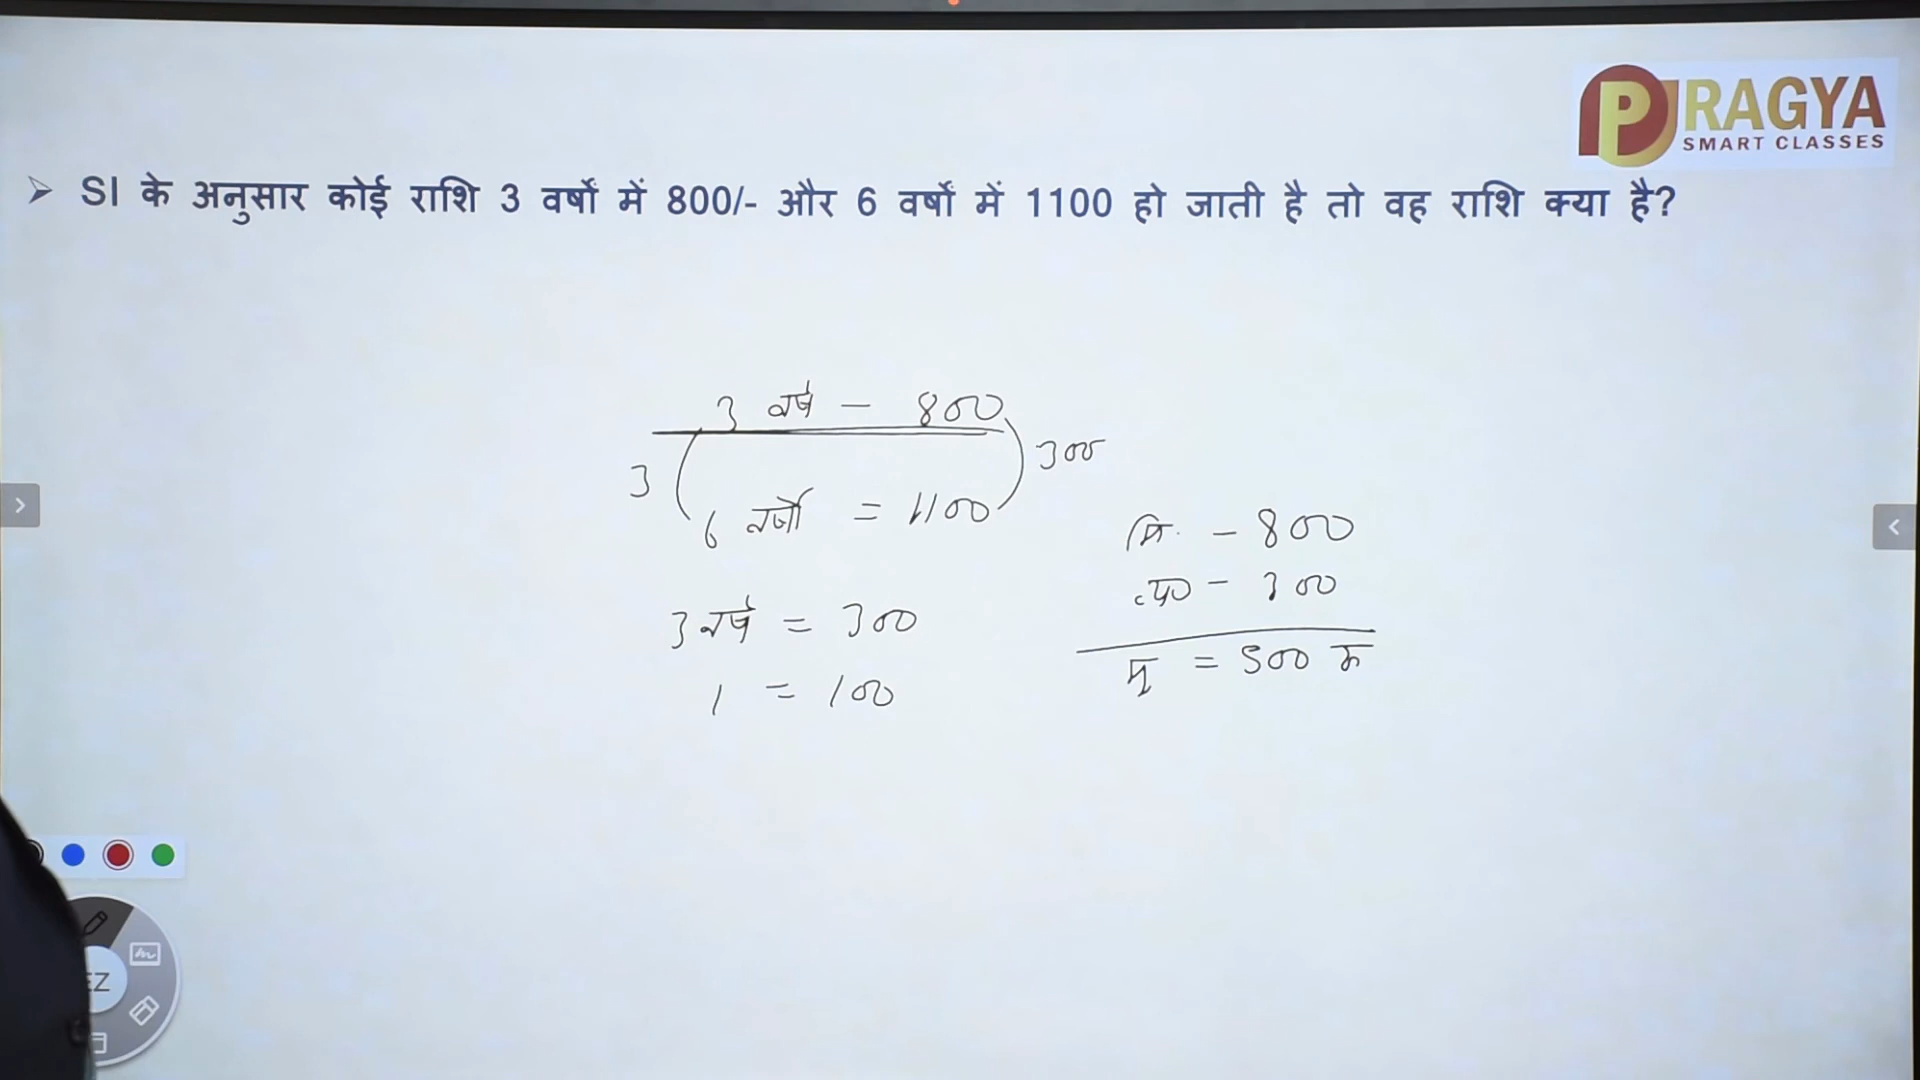 PRAGYA
SMART CLASSES
➢ SI के अनुसार कोई राशि 3 वर्षों में 800/- और 6 वर्षों में 1100 हो जाती है तो वह राशि क्या है?
3 वर्ष - 800
3 300
6 वर्षों = 1100
3 वर्ष = 300
1 = 100
मि. - 800
ब्या - 300
मू = 500 रू
EZ